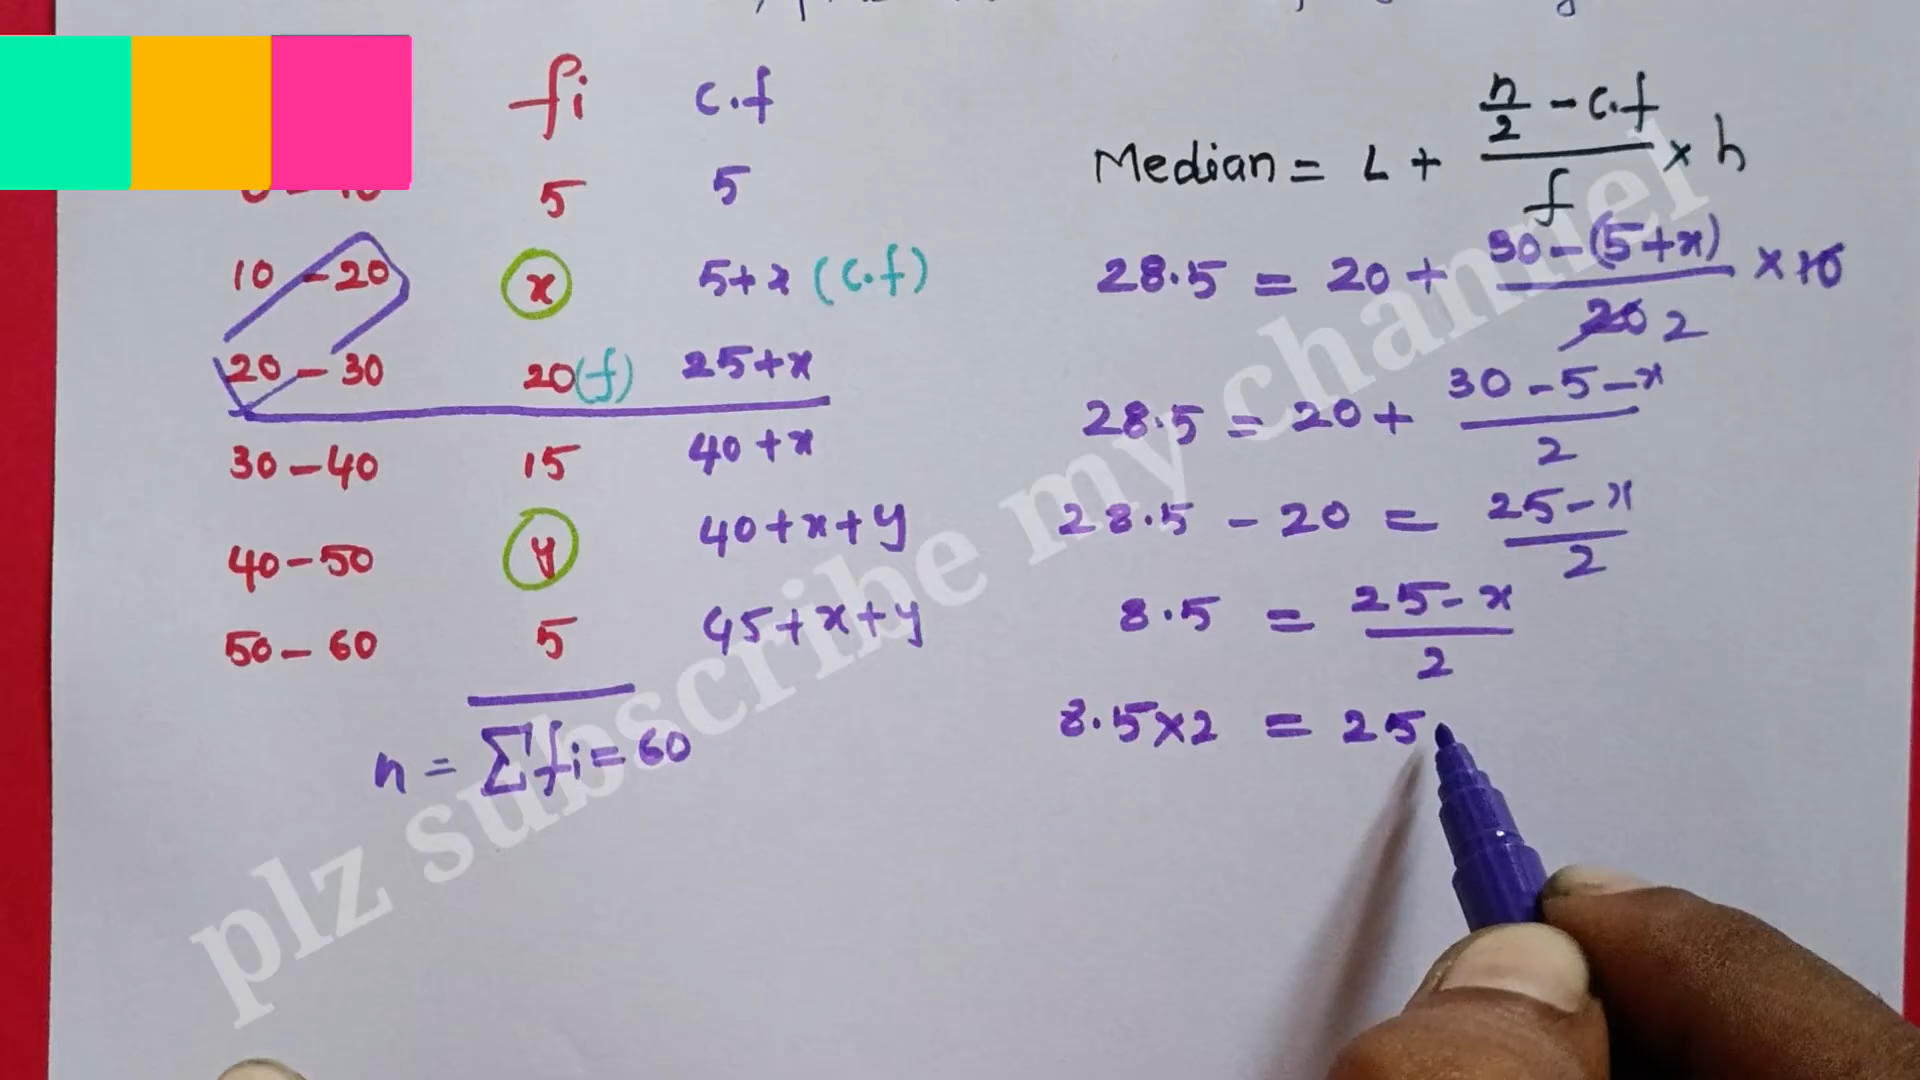 fi c.f
5 5
10 - 20 x 5+x (c.f)
20 - 30 20(f) 25+x
30 - 40 15 40+x
40 - 50 y 40+x+y
50 - 60 5 45+x+y
n = Σfi = 60
Median = L + n/2 - c.f / f × h
28.5 = 20 + 30-(5+x) / 20 2 × 10
28.5 = 20 + 30-5-x / 2
28.5 - 20 = 25-x / 2
8.5 = 25-x / 2
8.5×2 = 25
plz subscribe my channel